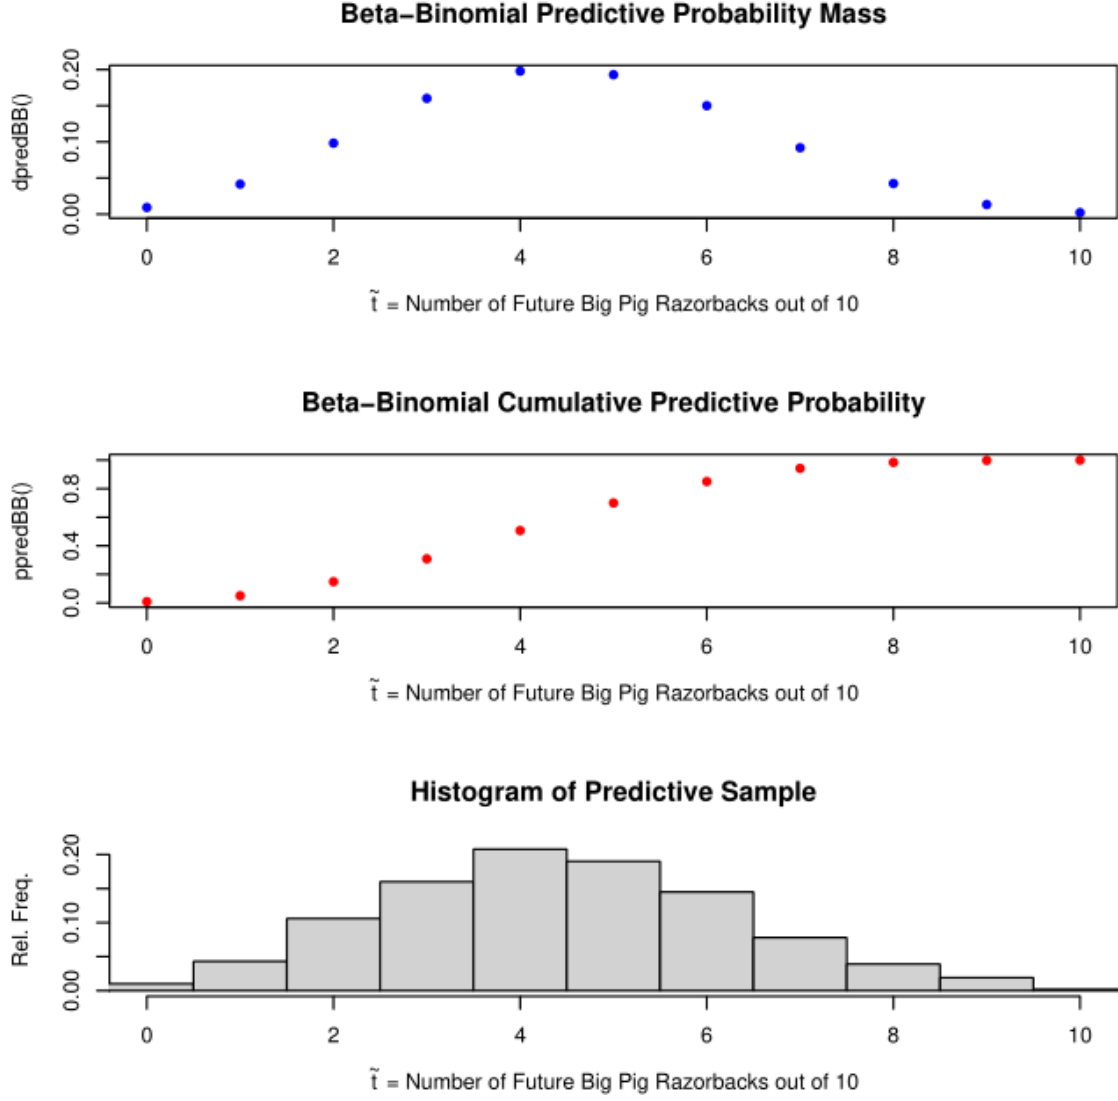 Beta−Binomial Predictive Probability Mass
dpredBB()
0.00 0.10 0.20
0 2 4 6 8 10
t̃ = Number of Future Big Pig Razorbacks out of 10
Beta−Binomial Cumulative Predictive Probability
ppredBB()
0.0 0.4 0.8
0 2 4 6 8 10
t̃ = Number of Future Big Pig Razorbacks out of 10
Histogram of Predictive Sample
Rel. Freq.
0.00 0.10 0.20
0 2 4 6 8 10
t̃ = Number of Future Big Pig Razorbacks out of 10